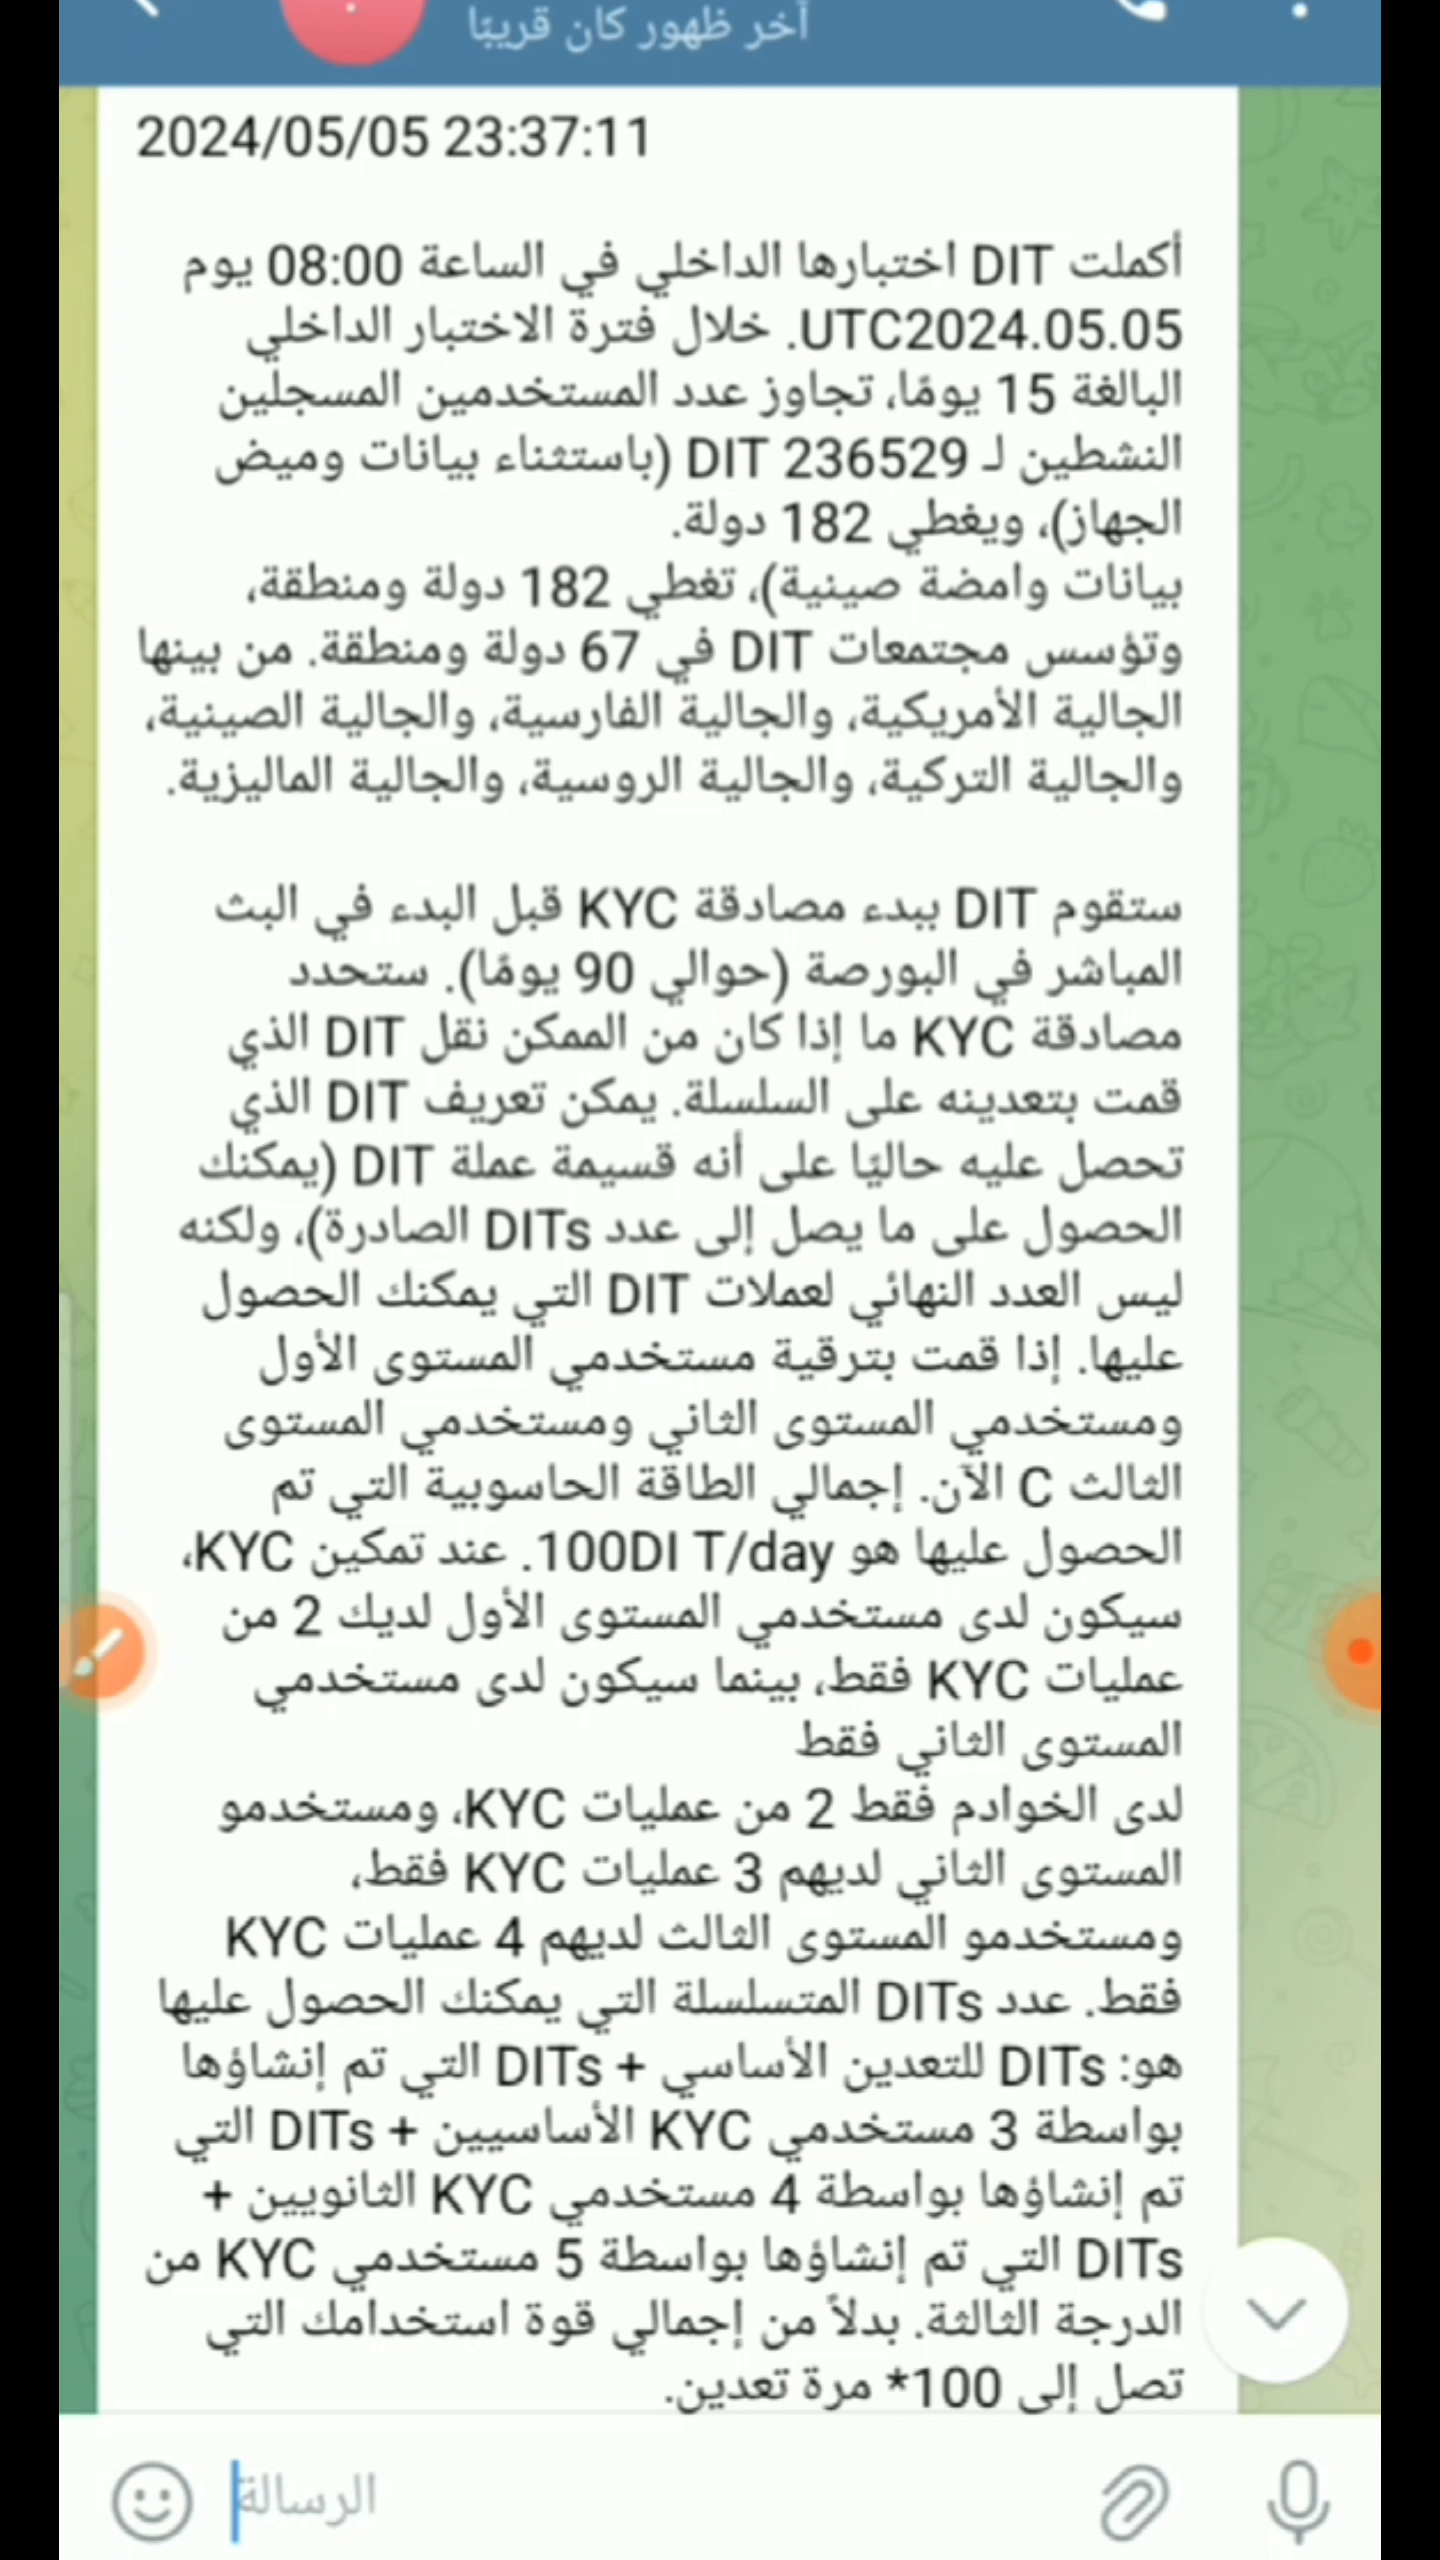 آخر ظهور كان قريبًا
2024/05/05 23:37:11
أكملت DIT اختبارها الداخلي في الساعة 08:00 يوم
UTC2024.05.05. خلال فترة الاختبار الداخلي
البالغة 15 يومًا، تجاوز عدد المستخدمين المسجلين
النشطين لـ DIT 236529 (باستثناء بيانات وميض
الجهاز)، ويغطي 182 دولة.
بيانات وامضة صينية)، تغطي 182 دولة ومنطقة،
وتؤسس مجتمعات DIT في 67 دولة ومنطقة. من بينها
الجالية الأمريكية، والجالية الفارسية، والجالية الصينية،
والجالية التركية، والجالية الروسية، والجالية الماليزية.
ستقوم DIT ببدء مصادقة KYC قبل البدء في البث
المباشر في البورصة (حوالي 90 يومًا). ستحدد
مصادقة KYC ما إذا كان من الممكن نقل DIT الذي
قمت بتعدينه على السلسلة. يمكن تعريف DIT الذي
تحصل عليه حاليًا على أنه قسيمة عملة DIT (يمكنك
الحصول على ما يصل إلى عدد DITs الصادرة)، ولكنه
ليس العدد النهائي لعملات DIT التي يمكنك الحصول
عليها. إذا قمت بترقية مستخدمي المستوى الأول
ومستخدمي المستوى الثاني ومستخدمي المستوى
الثالث C الآن. إجمالي الطاقة الحاسوبية التي تم
الحصول عليها هو 100DI T/day. عند تمكين KYC،
سيكون لدى مستخدمي المستوى الأول لديك 2 من
عمليات KYC فقط، بينما سيكون لدى مستخدمي
المستوى الثاني فقط
لدى الخوادم فقط 2 من عمليات KYC، ومستخدمو
المستوى الثاني لديهم 3 عمليات KYC فقط،
ومستخدمو المستوى الثالث لديهم 4 عمليات KYC
فقط. عدد DITs المتسلسلة التي يمكنك الحصول عليها
هو: DITs للتعدين الأساسي + DITs التي تم إنشاؤها
بواسطة 3 مستخدمي KYC الأساسيين + DITs التي
تم إنشاؤها بواسطة 4 مستخدمي KYC الثانويين +
DITs التي تم إنشاؤها بواسطة 5 مستخدمي KYC من
الدرجة الثالثة. بدلاً من إجمالي قوة استخدامك التي
تصل إلى 100* مرة تعدين.
الرسالة